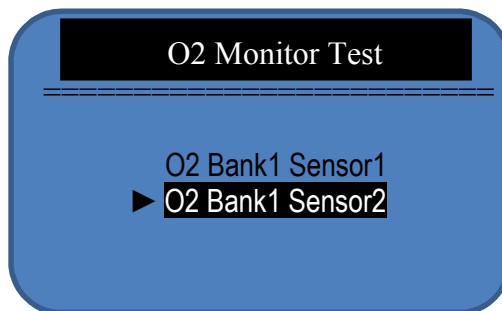 O2 Monitor Test
=========================
O2 Bank1 Sensor1
► O2 Bank1 Sensor2